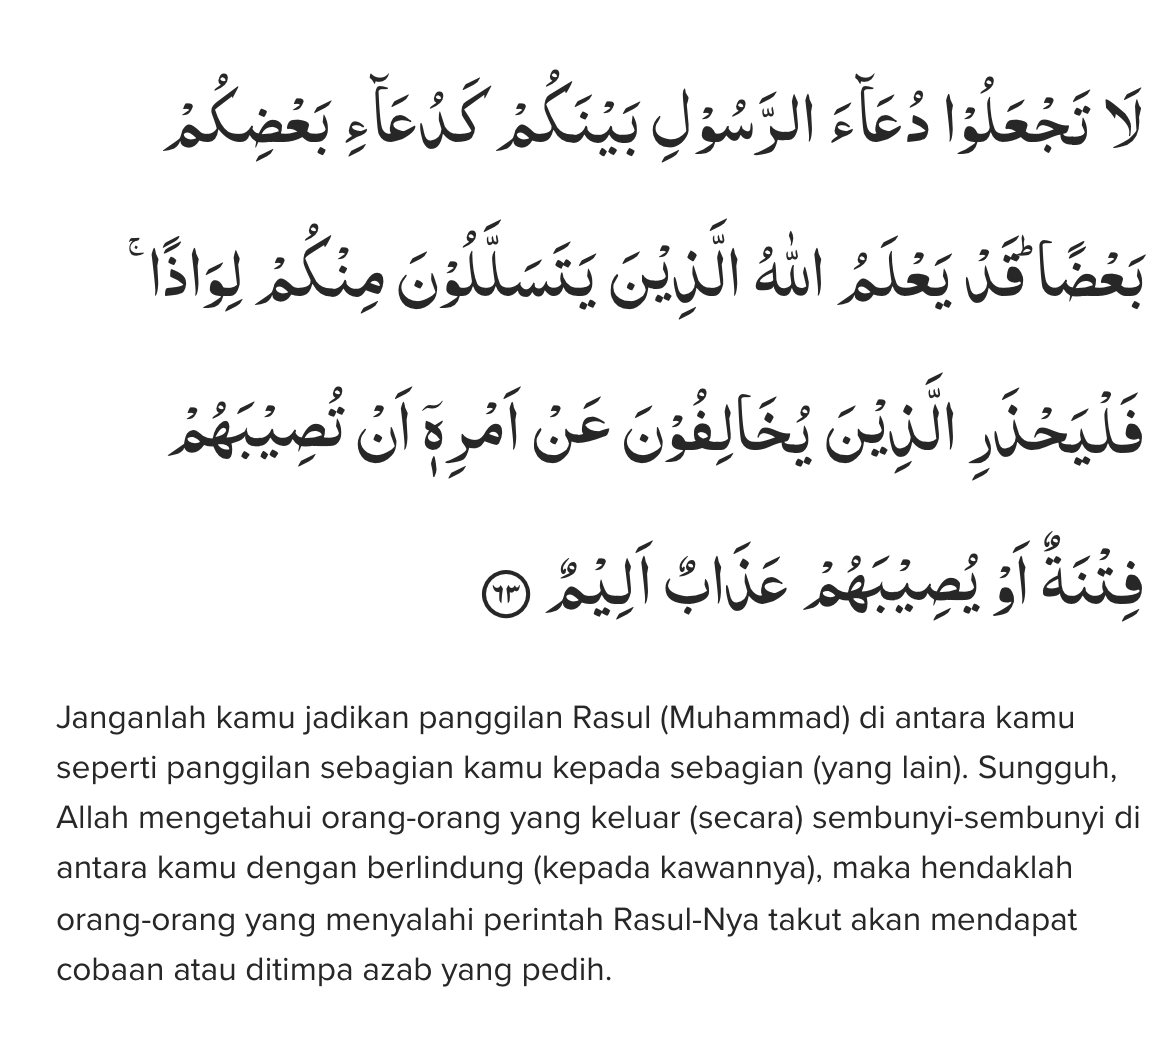 لَا تَجْعَلُوْا دُعَاۤءَ الرَّسُوْلِ بَيْنَكُمْ كَدُعَاۤءِ بَعْضِكُمْ
بَعْضًاۗ قَدْ يَعْلَمُ اللّٰهُ الَّذِيْنَ يَتَسَلَّلُوْنَ مِنْكُمْ لِوَاذًاۚ
فَلْيَحْذَرِ الَّذِيْنَ يُخَالِفُوْنَ عَنْ اَمْرِهٖٓ اَنْ تُصِيْبَهُمْ
فِتْنَةٌ اَوْ يُصِيْبَهُمْ عَذَابٌ اَلِيْمٌ ٦٣
Janganlah kamu jadikan panggilan Rasul (Muhammad) di antara kamu
seperti panggilan sebagian kamu kepada sebagian (yang lain). Sungguh,
Allah mengetahui orang-orang yang keluar (secara) sembunyi-sembunyi di
antara kamu dengan berlindung (kepada kawannya), maka hendaklah
orang-orang yang menyalahi perintah Rasul-Nya takut akan mendapat
cobaan atau ditimpa azab yang pedih.